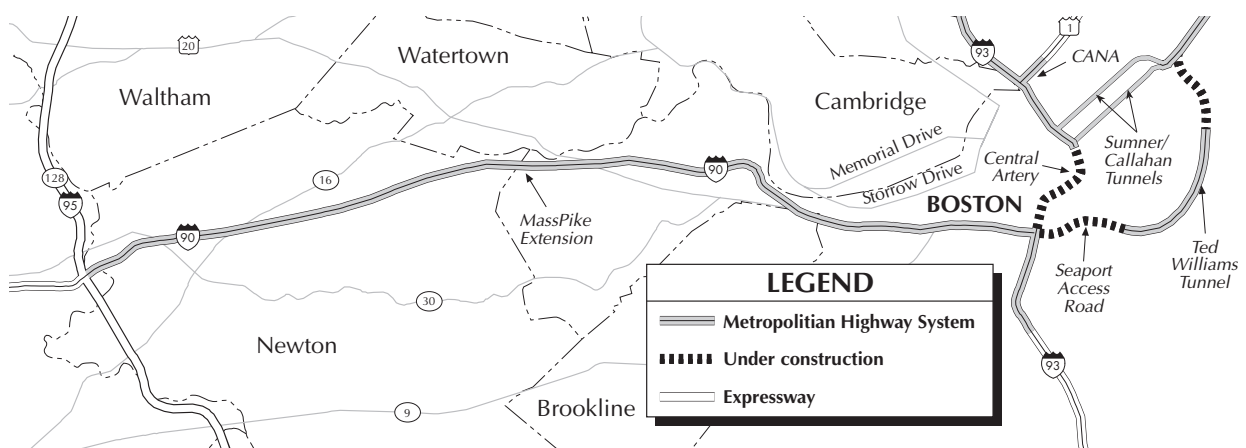 20
Watertown
Waltham
93
1
CANA
Cambridge
Memorial Drive
Storrow Drive
Central
Artery
Sumner/
Callahan
Tunnels
128
95
16
90
90
MassPike
Extension
BOSTON
90
Seaport
Access
Road
Ted
Williams
Tunnel
30
Newton
9
Brookline
93
LEGEND
Metropolitian Highway System
Under construction
Expressway